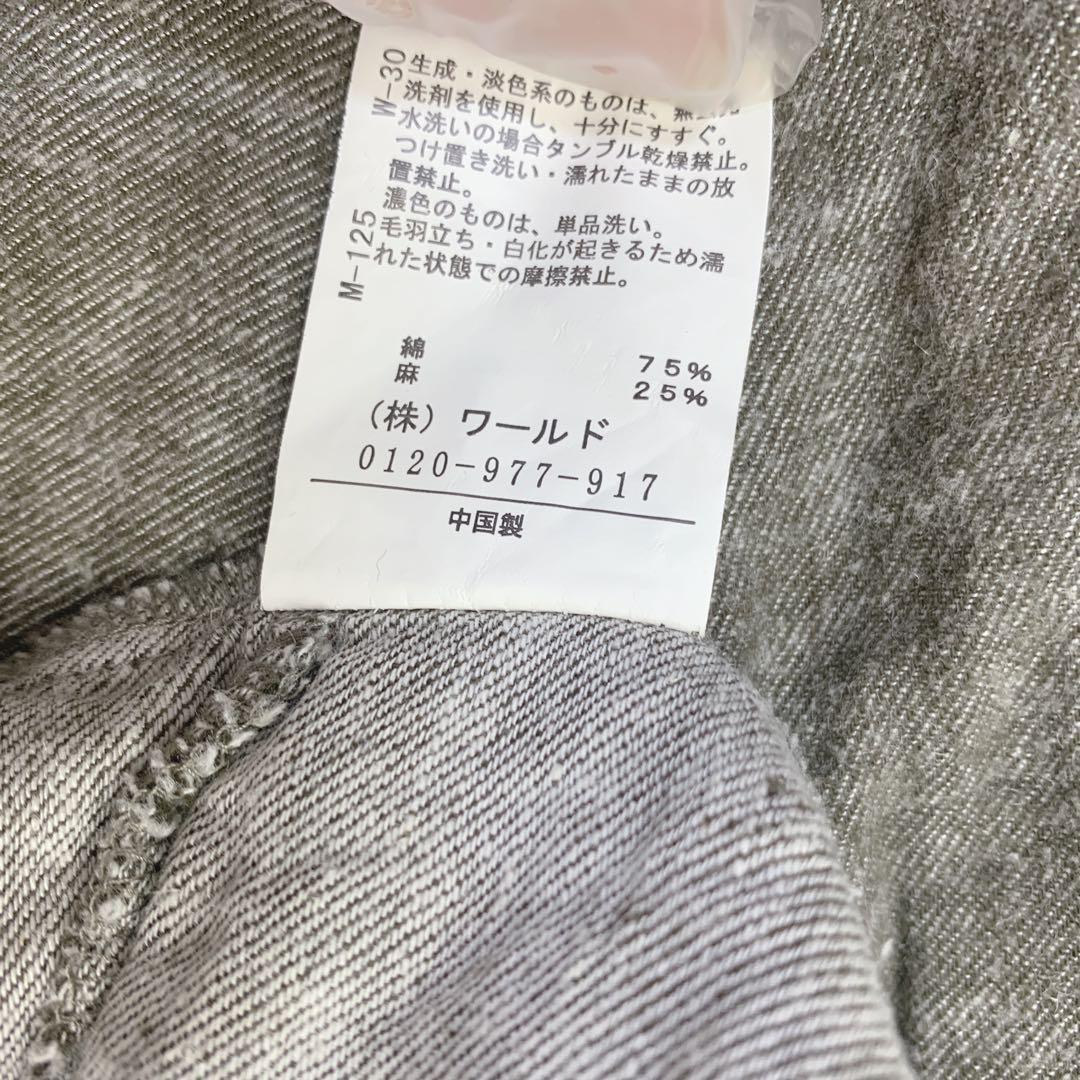 生成・淡色系のものは、
洗剤を使用し、十分にすすぐ。
水洗いの場合タンブル乾燥禁止。
つけ置き洗い・濡れたままの放
置禁止。
濃色のものは、単品洗い。
毛羽立ち・白化が起きるため濡
れた状態での摩擦禁止。
W-30
M-125
綿 75%
麻 25%
(株) ワールド
0120-977-917
中国製